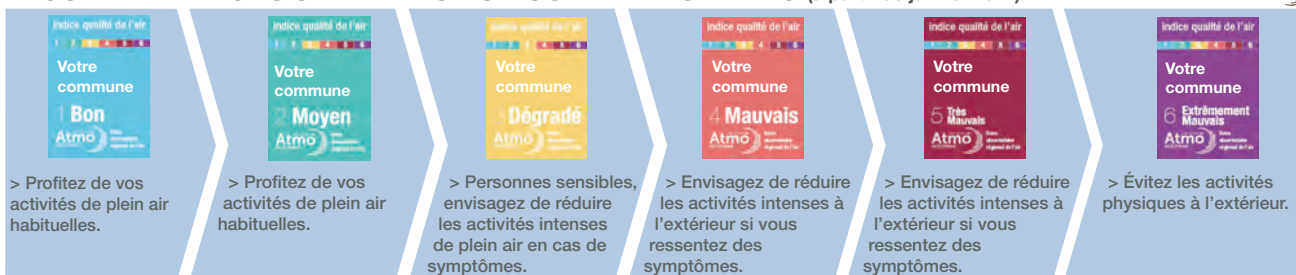 indice qualité de l'air
1 2 3 4 5 6
Votre
commune
1 Bon
Atmo
> Profitez de vos
activités de plein air
habituelles.
indice qualité de l'air
1 2 3 4 5 6
Votre
commune
2 Moyen
Atmo
> Profitez de vos
activités de plein air
habituelles.
indice qualité de l'air
1 2 3 4 5 6
Votre
commune
3 Dégradé
Atmo
> Personnes sensibles,
envisagez de réduire
les activités intenses
de plein air en cas de
symptômes.
indice qualité de l'air
1 2 3 4 5 6
Votre
commune
4 Mauvais
Atmo
> Envisagez de réduire
les activités intenses à
l'extérieur si vous
ressentez des
symptômes.
indice qualité de l'air
1 2 3 4 5 6
Votre
commune
5 Très
Mauvais
Atmo
> Envisagez de réduire
les activités intenses à
l'extérieur si vous
ressentez des
symptômes.
indice qualité de l'air
1 2 3 4 5 6
Votre
commune
6 Extrêmement
Mauvais
Atmo
> Évitez les activités
physiques à l'extérieur.